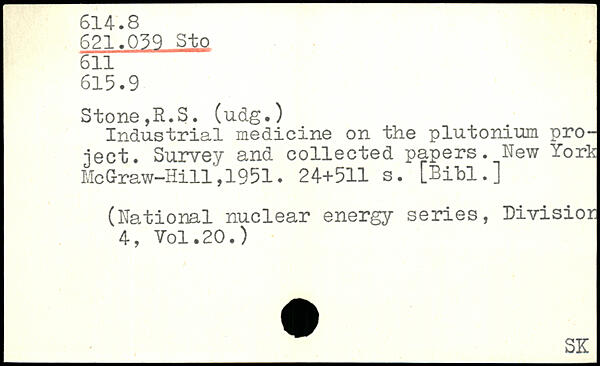 614.8
621.039 Sto
611
615.9
Stone,R.S. (udg.)
Industrial medicine on the plutonium pro-
ject. Survey and collected papers. New York
McGraw-Hill,1951. 24+511 s. [Bibl.]
(National nuclear energy series, Division
4, Vol.20.)
SK